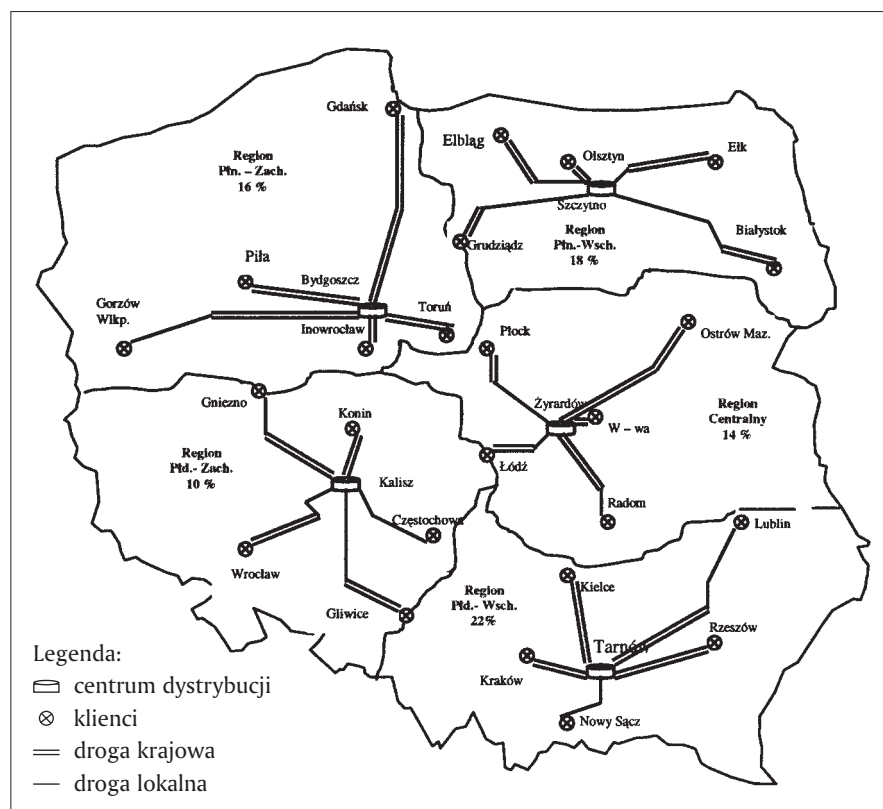 Gdańsk
Region
Płn. – Zach.
16 %
Piła
Bydgoszcz
Gorzów
Wlkp.
Inowrocław
Toruń
Elbląg
Olsztyn
Ełk
Szczytno
Grudziądz
Region
Płn.-Wsch.
18 %
Białystok
Płock
Ostrów Maz.
Żyrardów
W – wa
Region
Centralny
14 %
Łódź
Radom
Gniezno
Konin
Region
Płd.- Zach.
10 %
Kalisz
Częstochowa
Wrocław
Gliwice
Lublin
Kielce
Region
Płd.- Wsch.
22%
Rzeszów
Tarnów
Kraków
Nowy Sącz
Legenda:
centrum dystrybucji
klienci
droga krajowa
droga lokalna